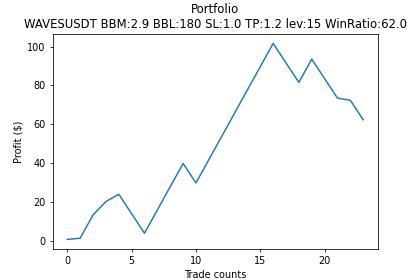 Portfolio
WAVESUSDT BBM:2.9 BBL:180 SL:1.0 TP:1.2 lev:15 WinRatio:62.0
100
80
60
40
20
0
Profit ($)
0 5 10 15 20
Trade counts